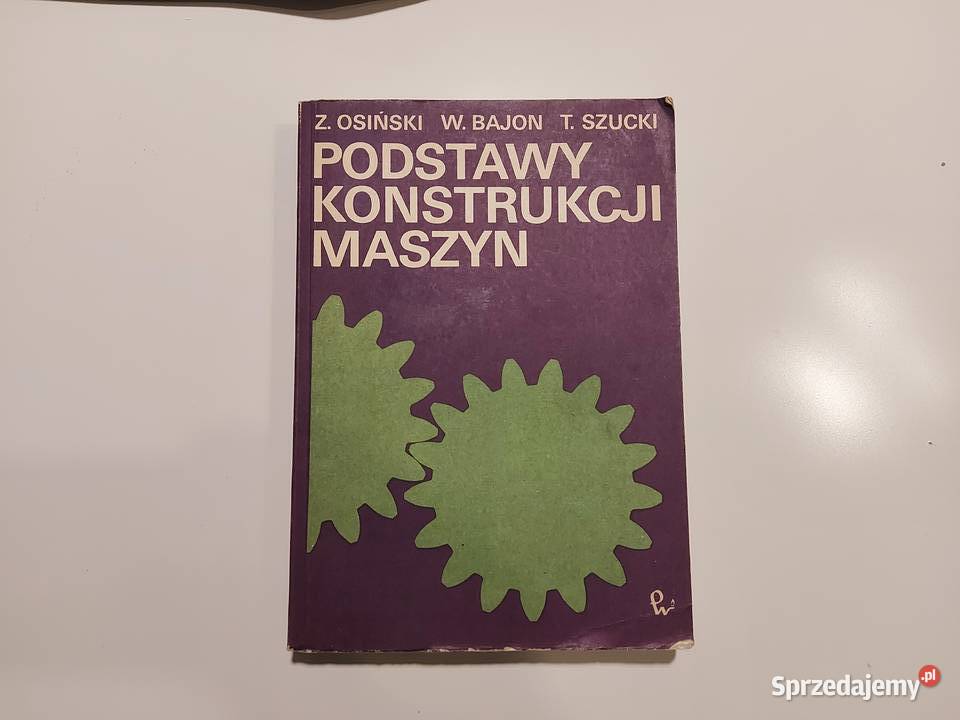 Z. OSIŃSKI W. BAJON T. SZUCKI
PODSTAWY
KONSTRUKCJI
MASZYN
Sprzedajemy.pl